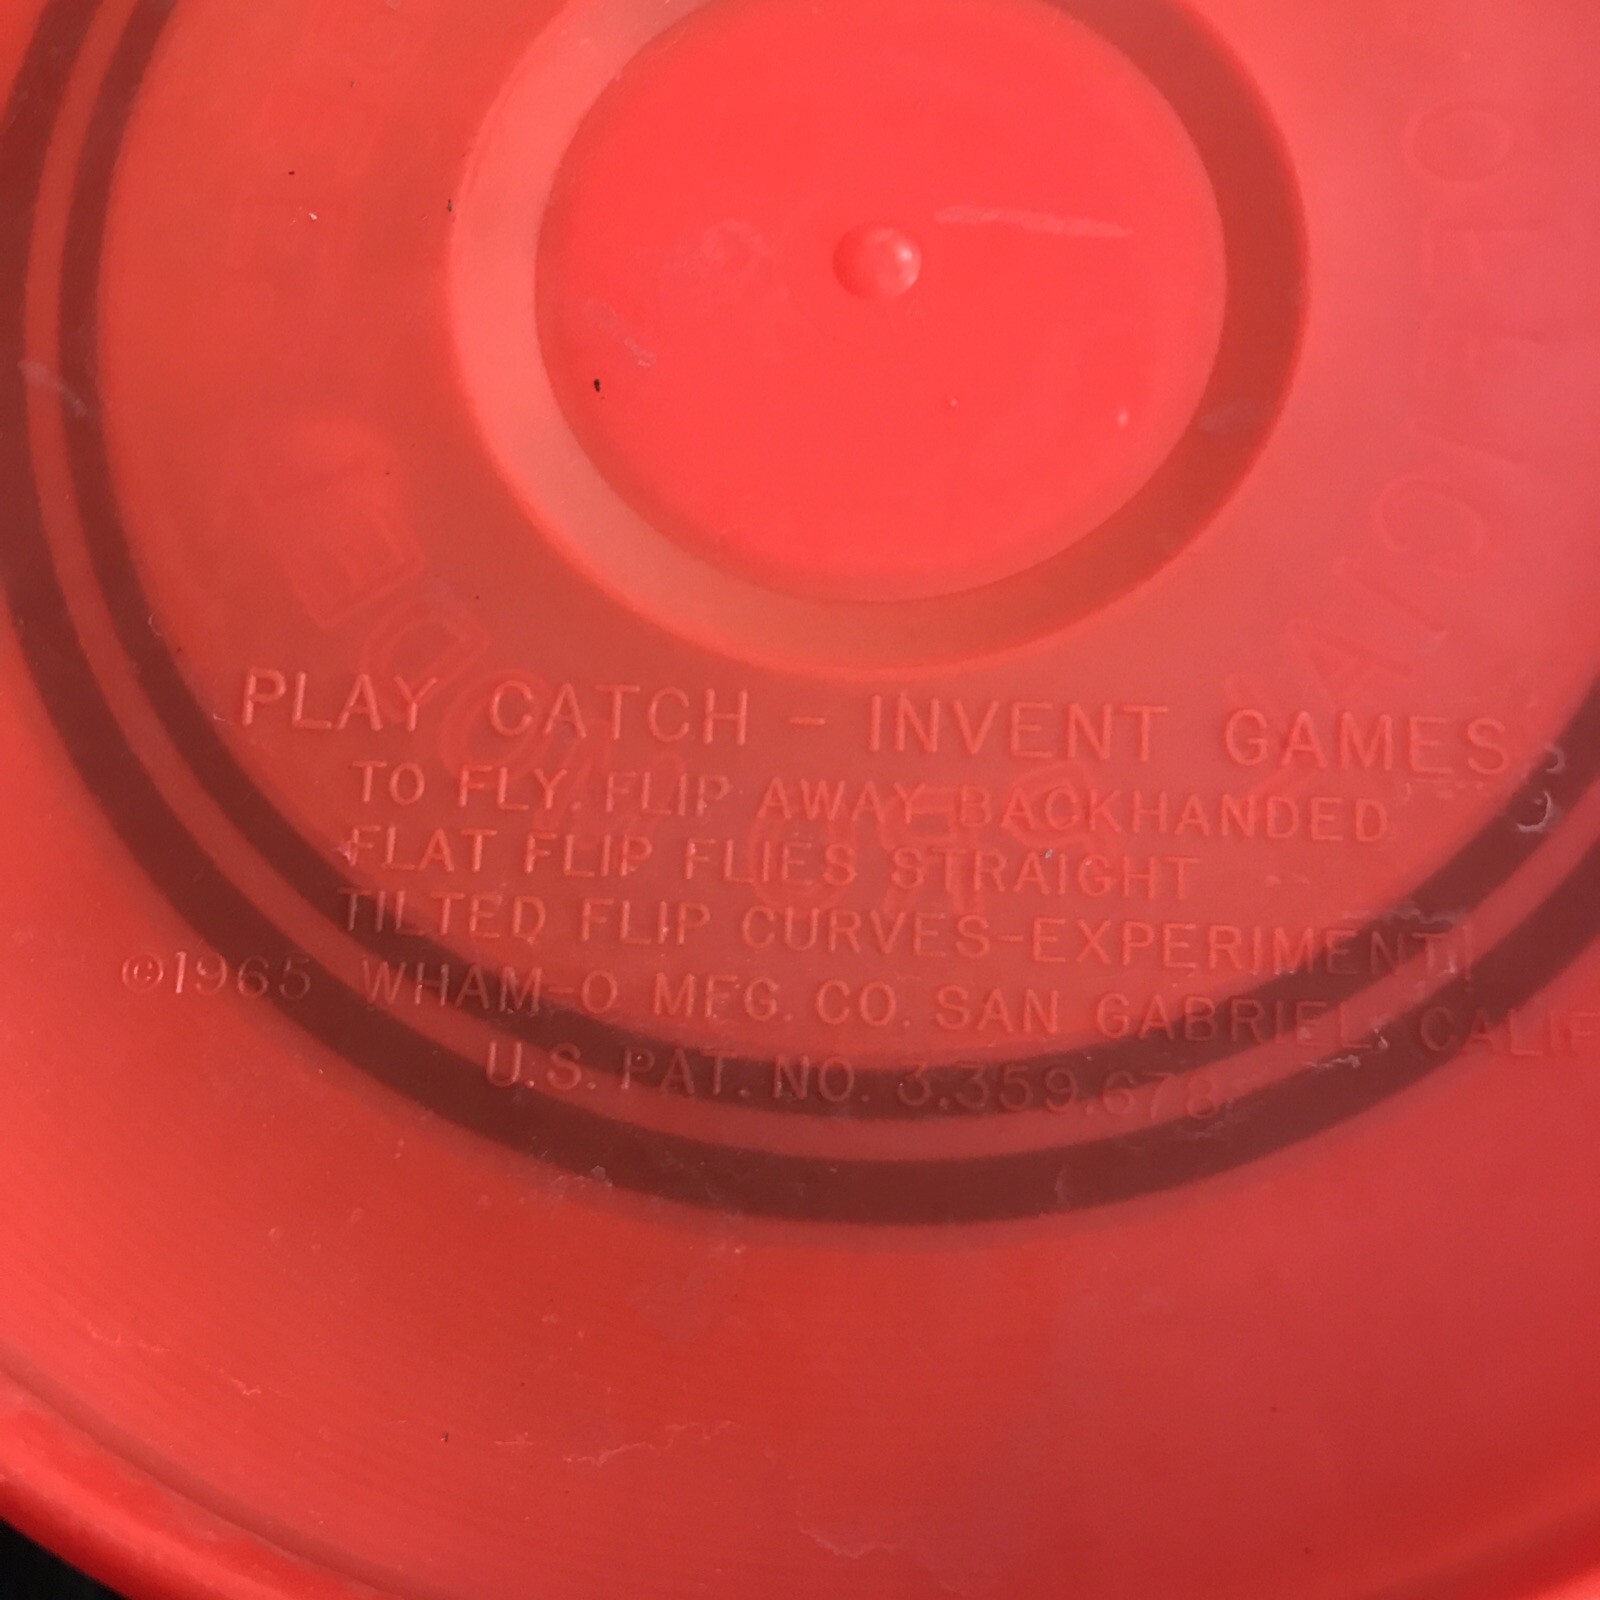 PLAY CATCH - INVENT GAMES
TO FLY. FLIP AWAY BACKHANDED
FLAT FLIP FLIES STRAIGHT
TILTED FLIP CURVES-EXPERIMENT!
©1965 WHAM-O MFG. CO. SAN GABRIEL, CALIF
U.S. PAT. NO. 3,359,678